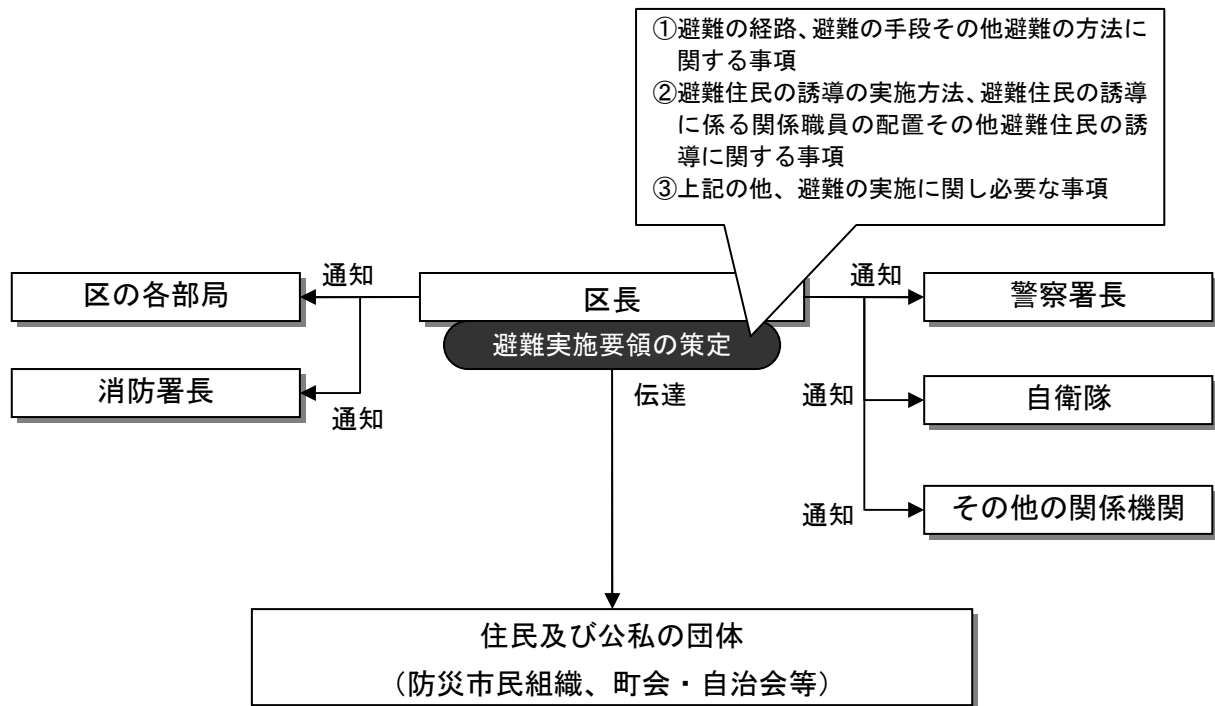 ①避難の経路、避難の手段その他避難の方法に
関する事項
②避難住民の誘導の実施方法、避難住民の誘導
に係る関係職員の配置その他避難住民の誘
導に関する事項
③上記の他、避難の実施に関し必要な事項
通知
通知
区の各部局
区長
警察署長
避難実施要領の策定
消防署長
伝達
通知
自衛隊
通知
通知
その他の関係機関
住民及び公私の団体
（防災市民組織、町会・自治会等）